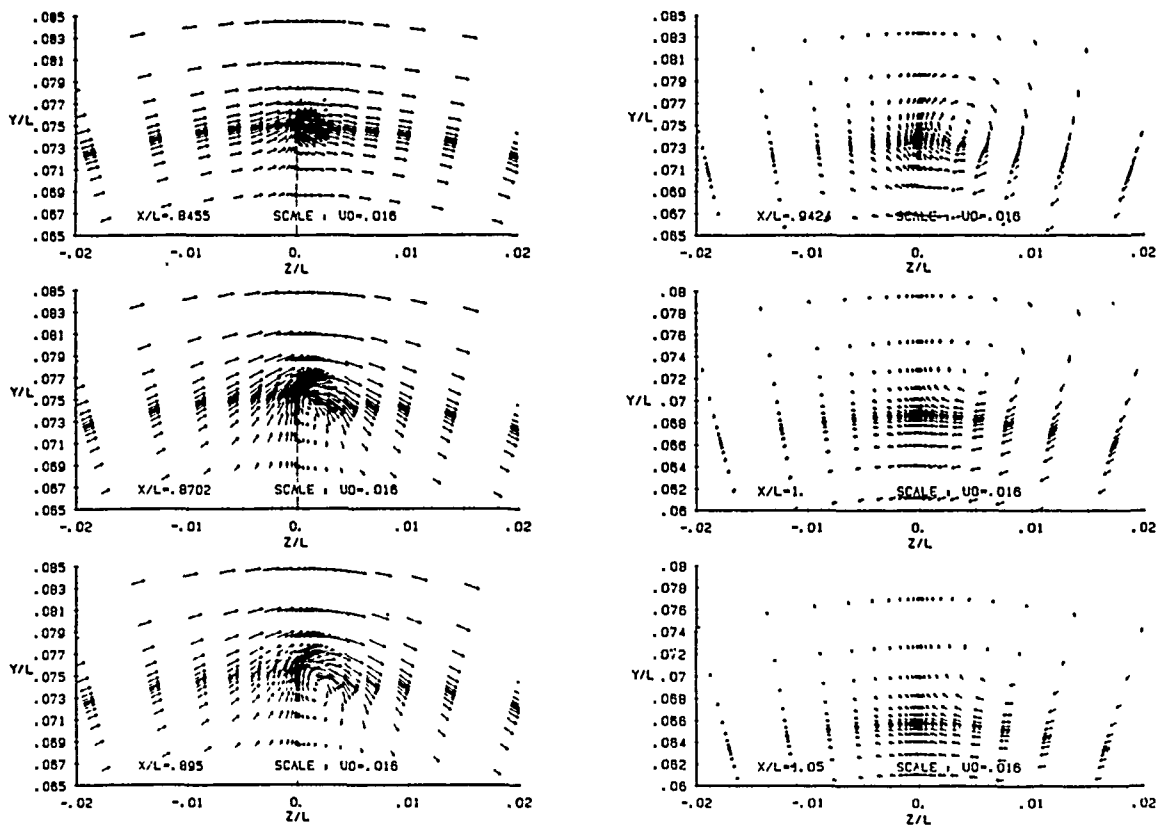 .085
.083
.081
.079
.077
Y/L
.075
.073
.071
.069
.067
.065
X/L=.8455 SCALE : U0=.016
-.02 -.01 0. .01 .02
Z/L
.085
.083
.081
.079
.077
Y/L
.075
.073
.071
.069
.067
.065
X/L=.8702 SCALE : U0=.016
-.02 -.01 0. .01 .02
Z/L
.085
.083
.081
.079
.077
Y/L
.075
.073
.071
.069
.067
.065
X/L=.895 SCALE : U0=.016
-.02 -.01 0. .01 .02
Z/L
.085
.083
.081
.079
.077
Y/L
.075
.073
.071
.069
.067
.065
SCALE : U0=.016
-.02 -.01 0. .01 .02
Z/L
.08
.078
.076
.074
.072
Y/L .07
.068
.066
.064
.062
.06
X/L=1. SCALE : U0=.016
-.02 -.01 0. .01 .02
Z/L
.08
.078
.076
.074
.072
Y/L .07
.068
.066
.064
.062
.06
X/L=1.05 SCALE : U0=.016
-.02 -.01 0. .01 .02
Z/L